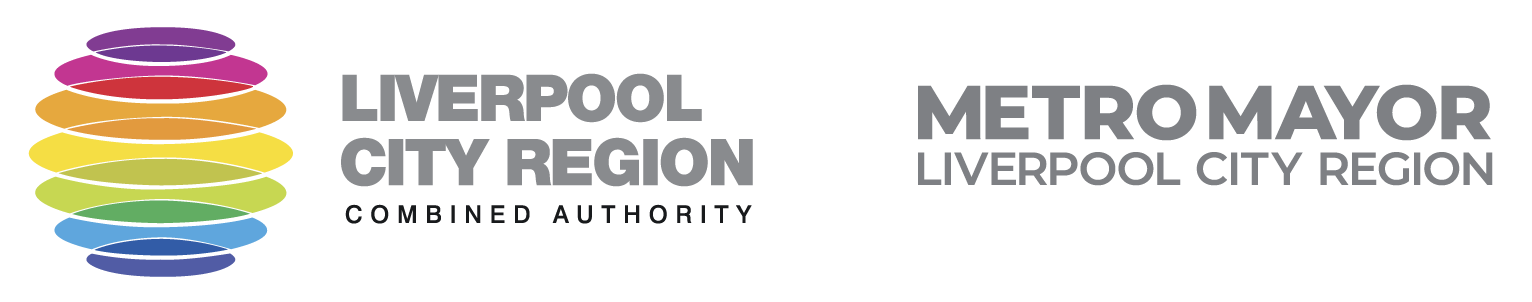 LIVERPOOL
CITY REGION
COMBINED AUTHORITY
METRO MAYOR
LIVERPOOL CITY REGION